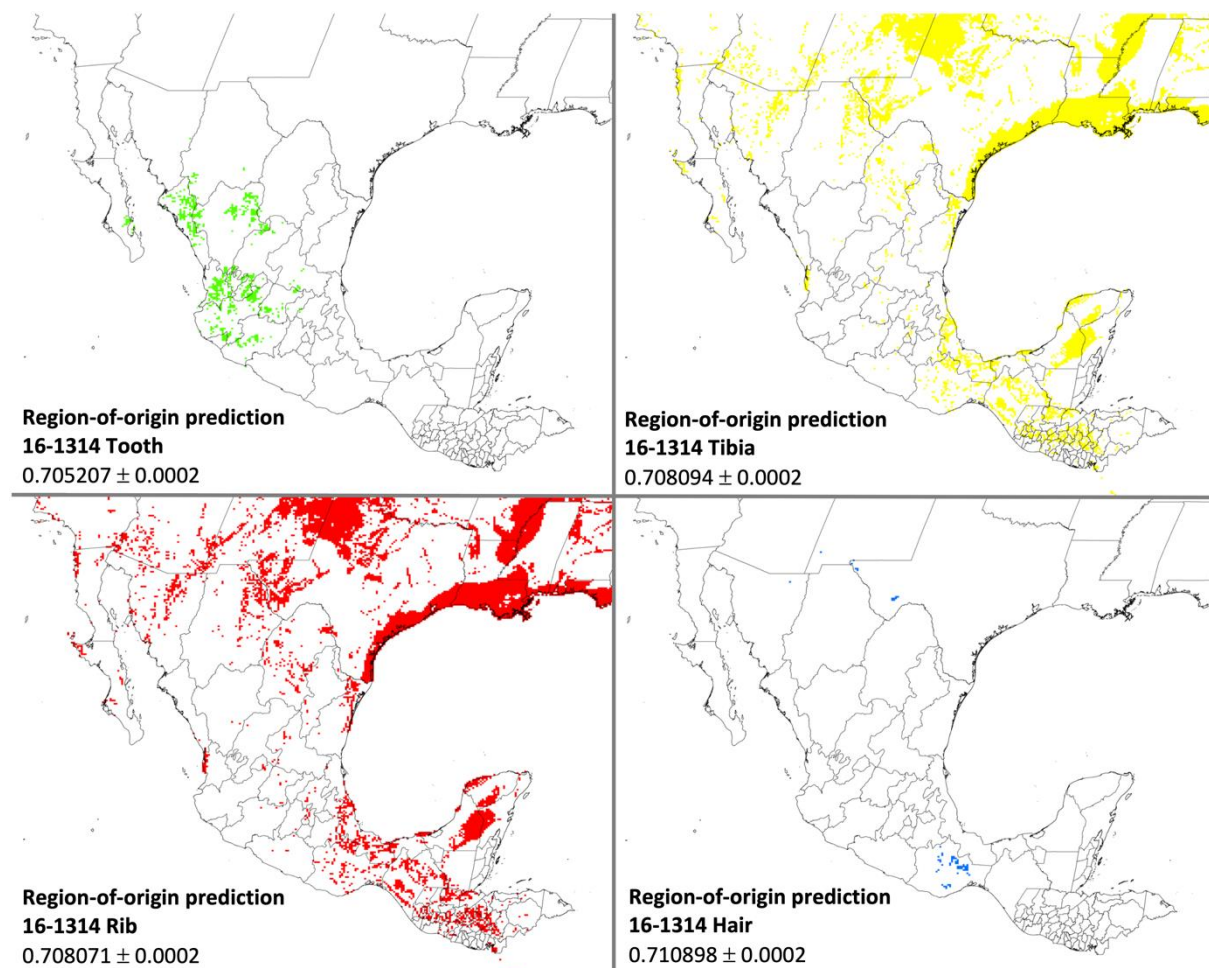 Region-of-origin prediction
16-1314 Tooth
0.705207 ± 0.0002
Region-of-origin prediction
16-1314 Tibia
0.708094 ± 0.0002
Region-of-origin prediction
16-1314 Rib
0.708071 ± 0.0002
Region-of-origin prediction
16-1314 Hair
0.710898 ± 0.0002